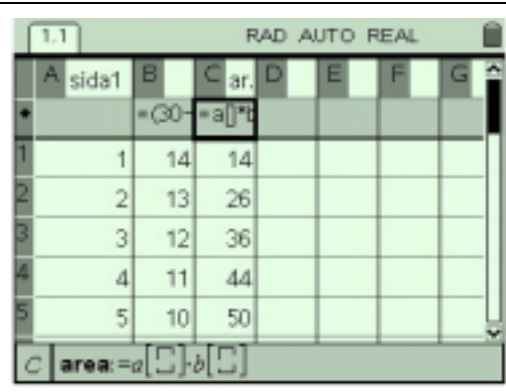 1.1 RAD AUTO REAL
A sida1 B C ar. D E F G
=(30- =a[]*b
1 1 14 14
2 2 13 26
3 3 12 36
4 4 11 44
5 5 10 50
C area:=a[]·b[]